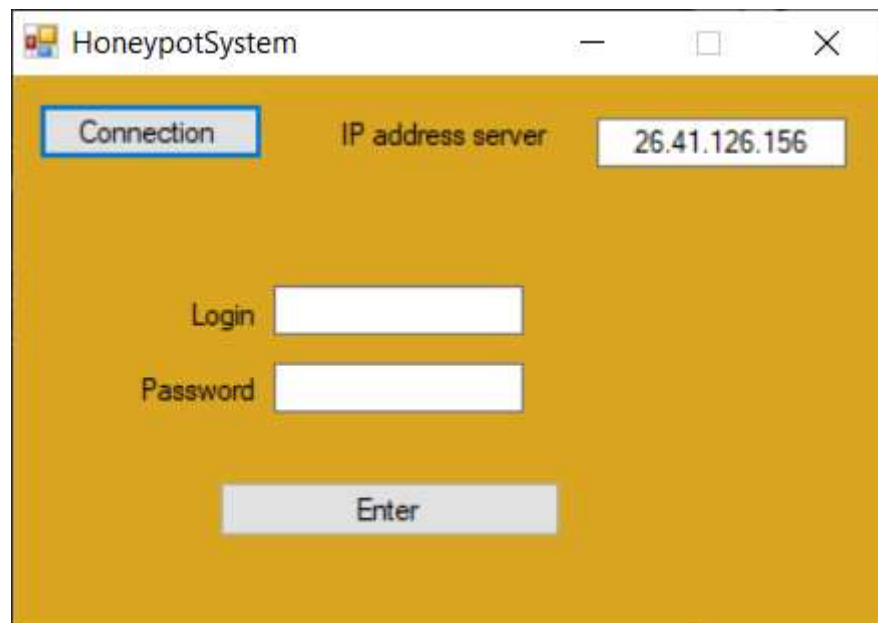 HoneypotSystem
Connection IP address server 26.41.126.156
Login
Password
Enter